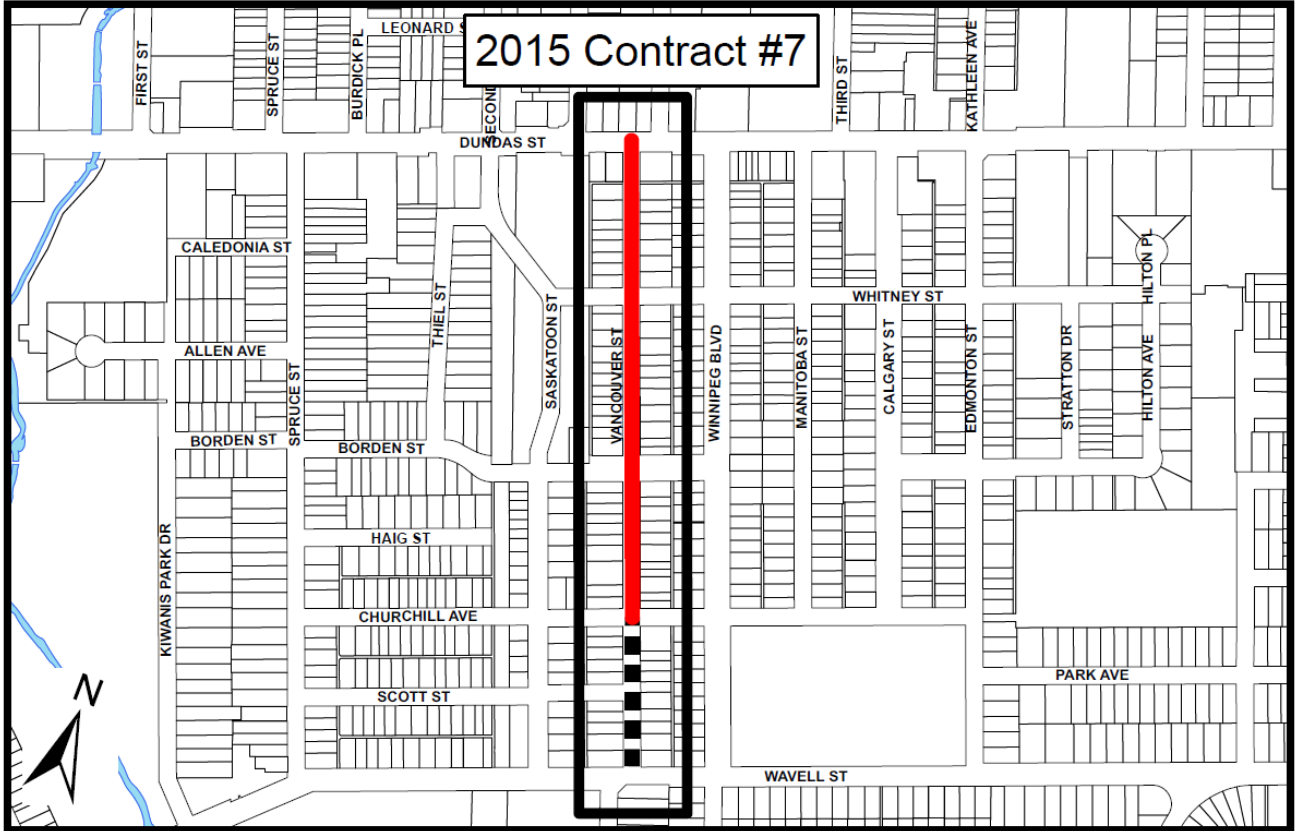 2015 Contract #7
FIRST ST
SPRUCE ST
BURDICK PL
LEONARD S
SECOND
THIRD ST
KATHLEEN AVE
DUNDAS ST
CALEDONIA ST
THIEL ST
SASKATOON ST
VANCOUVER ST
WINNIPEG BLVD
WHITNEY ST
MANITOBA ST
CALGARY ST
EDMONTON ST
STRATTON DR
HILTON PL
HILTON AVE
ALLEN AVE
SPRUCE ST
BORDEN ST
BORDEN ST
KIWANIS PARK DR
HAIG ST
CHURCHILL AVE
SCOTT ST
PARK AVE
WAVELL ST
N